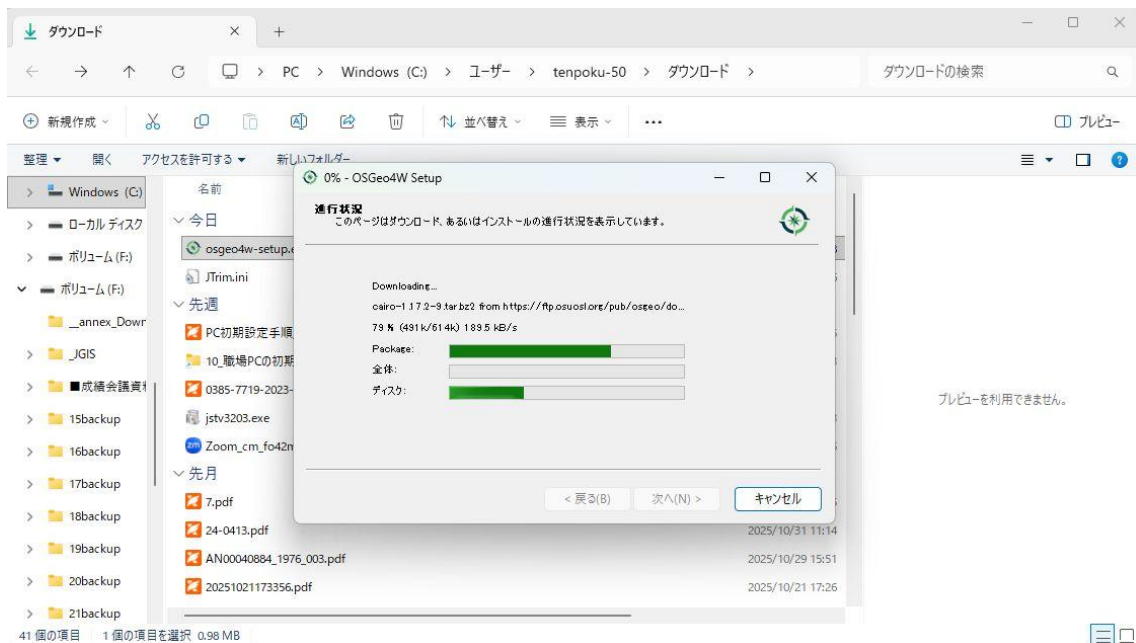 ダウンロード
PC > Windows (C:) > ユーザー > tenpoku-50 > ダウンロード >
ダウンロードの検索
新規作成
並べ替え
表示
プレビュー
整理
開く
アクセスを許可する
新しいフォルダー
名前
Windows (C:)
ローカル ディスク
ボリューム (F:)
ボリューム (F:)
__annex_Down
_JGIS
■成績会議資料
15backup
16backup
17backup
18backup
19backup
20backup
21backup
今日
osgeo4w-setup.e
JTrim.ini
先週
PC初期設定手順
10_職場PCの初期
0385-7719-2023-
jstv3203.exe
Zoom_cm_fo42n
先月
7.pdf
24-0413.pdf
2025/10/31 11:14
AN00040884_1976_003.pdf
2025/10/29 15:51
20251021173356.pdf
2025/10/21 17:26
0% - OSGeo4W Setup
進行状況
このページはダウンロード、あるいはインストールの進行状況を表示しています。
Downloading...
cairo-1.17.2-9.tar.bz2 from https://ftp.osuosl.org/pub/osgeo/do...
79 % (491k/614k) 189.5 kB/s
Package:
全体:
ディスク:
< 戻る(B)
次へ(N) >
キャンセル
プレビューを利用できません。
41 個の項目
1 個の項目を選択 0.98 MB